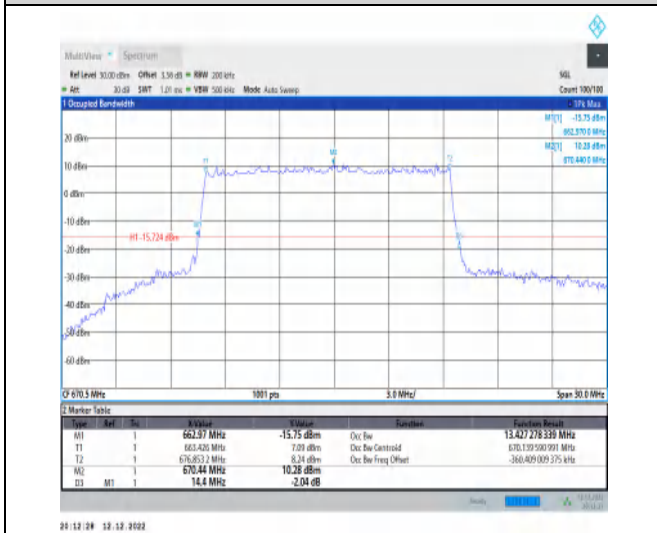 MultiView Spectrum
Ref Level 30.00 dBm Offset 3.58 dB RBW 200 kHz SGL
Att 30 dB SWT 1.01 ms VBW 500 kHz Mode Auto Sweep Count 100/100
1 Occupied Bandwidth 1Pk Max
M1[1] -15.75 dBm
662.970 0 MHz
M2[1] 10.28 dBm
670.440 0 MHz
20 dBm
10 dBm
0 dBm
-10 dBm
H1 -15.724 dBm
-20 dBm
-30 dBm
-40 dBm
-50 dBm
-60 dBm
T1
M2
T2
M1
CF 670.5 MHz 1001 pts 3.0 MHz/ Span 30.0 MHz
2 Marker Table
Type Ref Trc X-Value Y-Value Function Function Result
M1 1 662.97 MHz -15.75 dBm Occ Bw 13.427 278 339 MHz
T1 1 663.426 MHz 7.09 dBm Occ Bw Centroid 670.139 590 991 MHz
T2 1 676.853 2 MHz 8.24 dBm Occ Bw Freq Offset -360.409 009 375 kHz
M2 1 670.44 MHz 10.28 dBm
D3 M1 1 14.4 MHz -2.04 dB
Ready
20:12:28 12.12.2022